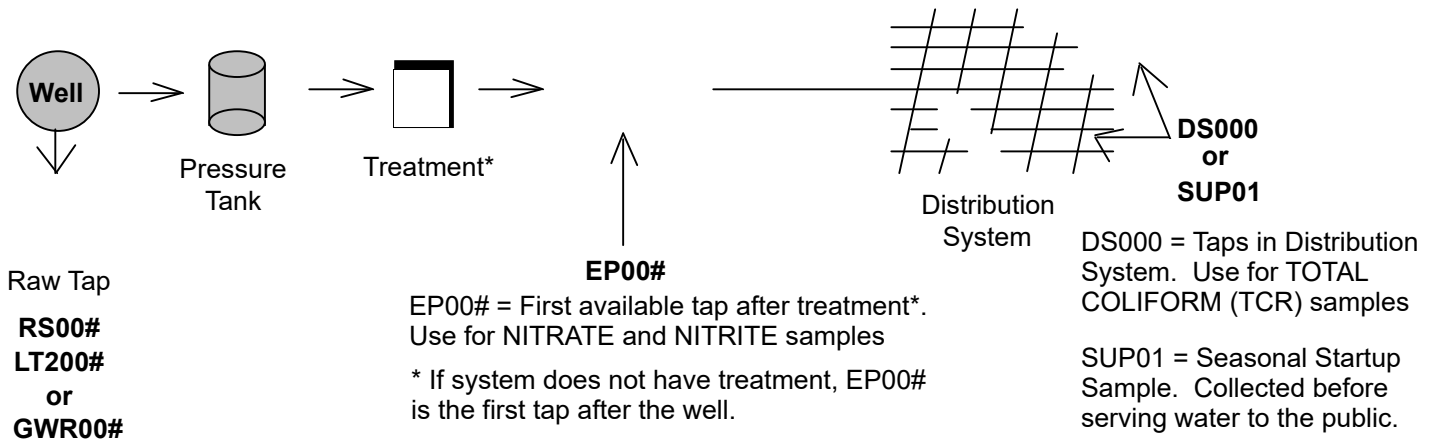 Well
Pressure
Tank
Treatment*
Distribution
System
DS000
or
SUP01
Raw Tap
RS00#
LT200#
or
GWR00#
EP00#
EP00# = First available tap after treatment*.
Use for NITRATE and NITRITE samples
* If system does not have treatment, EP00#
is the first tap after the well.
DS000 = Taps in Distribution
System.  Use for TOTAL
COLIFORM (TCR) samples
SUP01 = Seasonal Startup
Sample.  Collected before
serving water to the public.